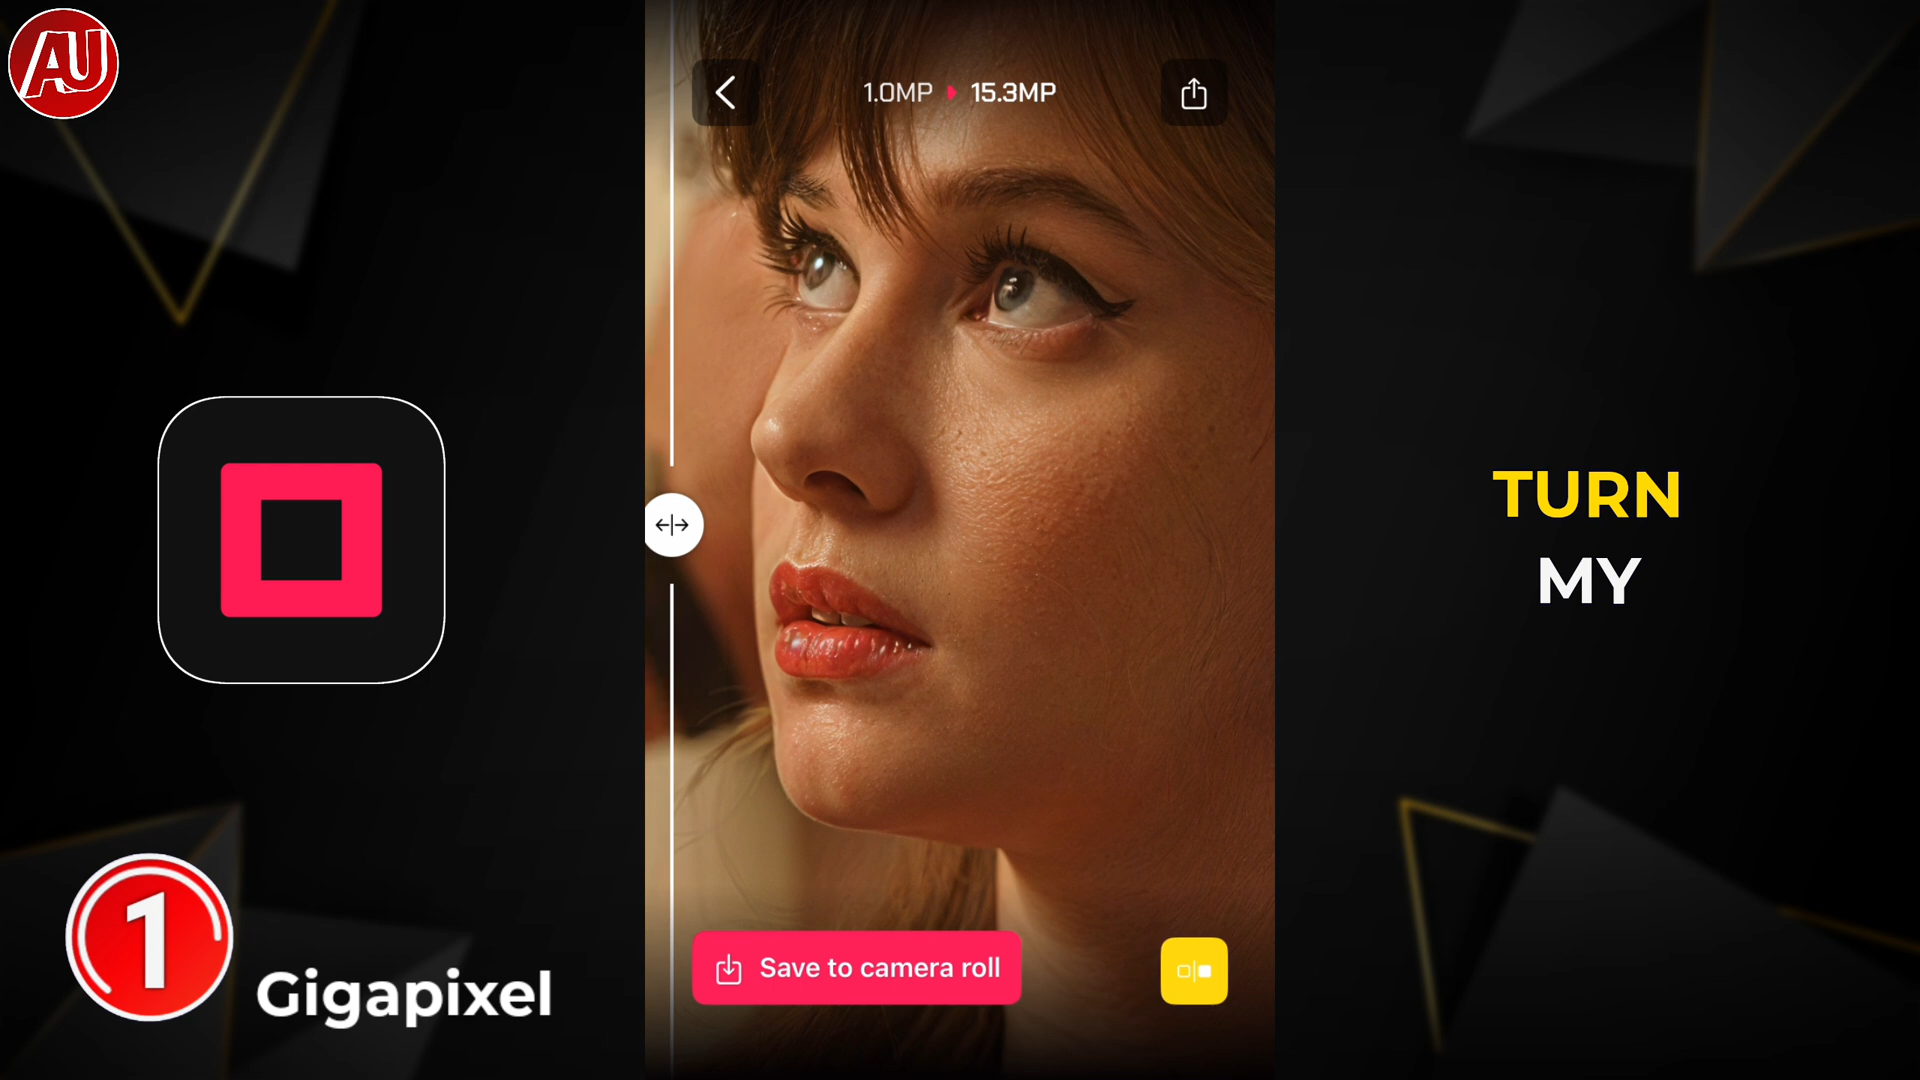 AU
1.0MP 15.3MP
TURN
MY
Save to camera roll
1
Gigapixel